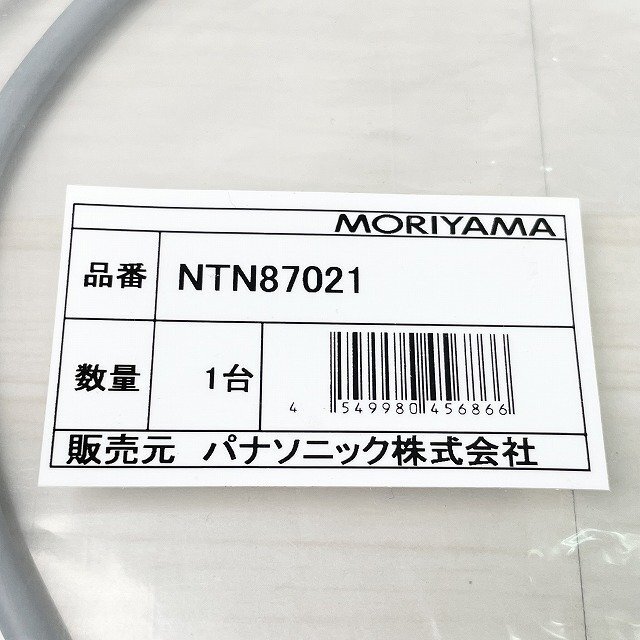 MORIYAMA
品番 NTN87021
数量 1台
4 549980 456866
販売元 パナソニック株式会社